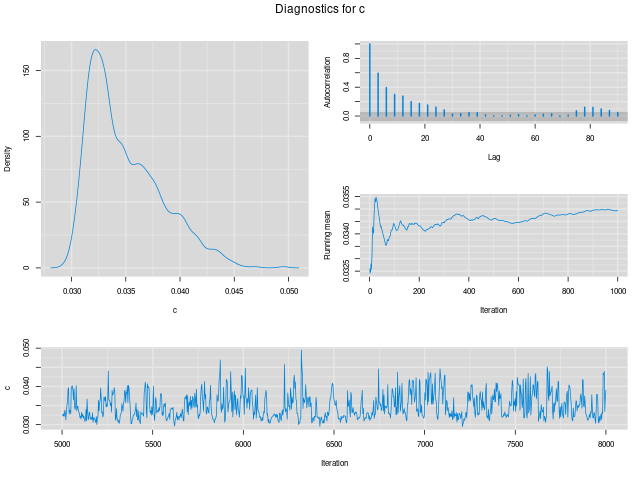 Diagnostics for c
Density
0 50 100 150
0.030 0.035 0.040 0.045 0.050
c
Autocorrelation
0.0 0.4 0.8
0 20 40 60 80
Lag
Running mean
0.0325 0.0340 0.0355
0 200 400 600 800 1000
Iteration
c
0.030 0.040 0.050
5000 5500 6000 6500 7000 7500 8000
Iteration